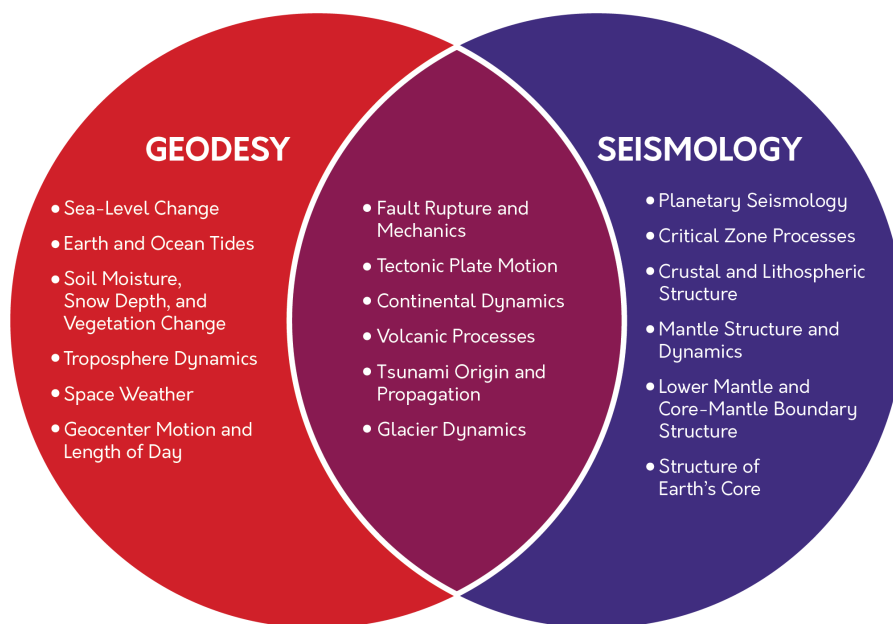 GEODESY
• Sea-Level Change
• Earth and Ocean Tides
• Soil Moisture,
Snow Depth, and
Vegetation Change
• Troposphere Dynamics
• Space Weather
• Geocenter Motion and
Length of Day
• Fault Rupture and
Mechanics
• Tectonic Plate Motion
• Continental Dynamics
• Volcanic Processes
• Tsunami Origin and
Propagation
• Glacier Dynamics
SEISMOLOGY
• Planetary Seismology
• Critical Zone Processes
• Crustal and Lithospheric
Structure
• Mantle Structure and
Dynamics
• Lower Mantle and
Core-Mantle Boundary
Structure
• Structure of
Earth's Core